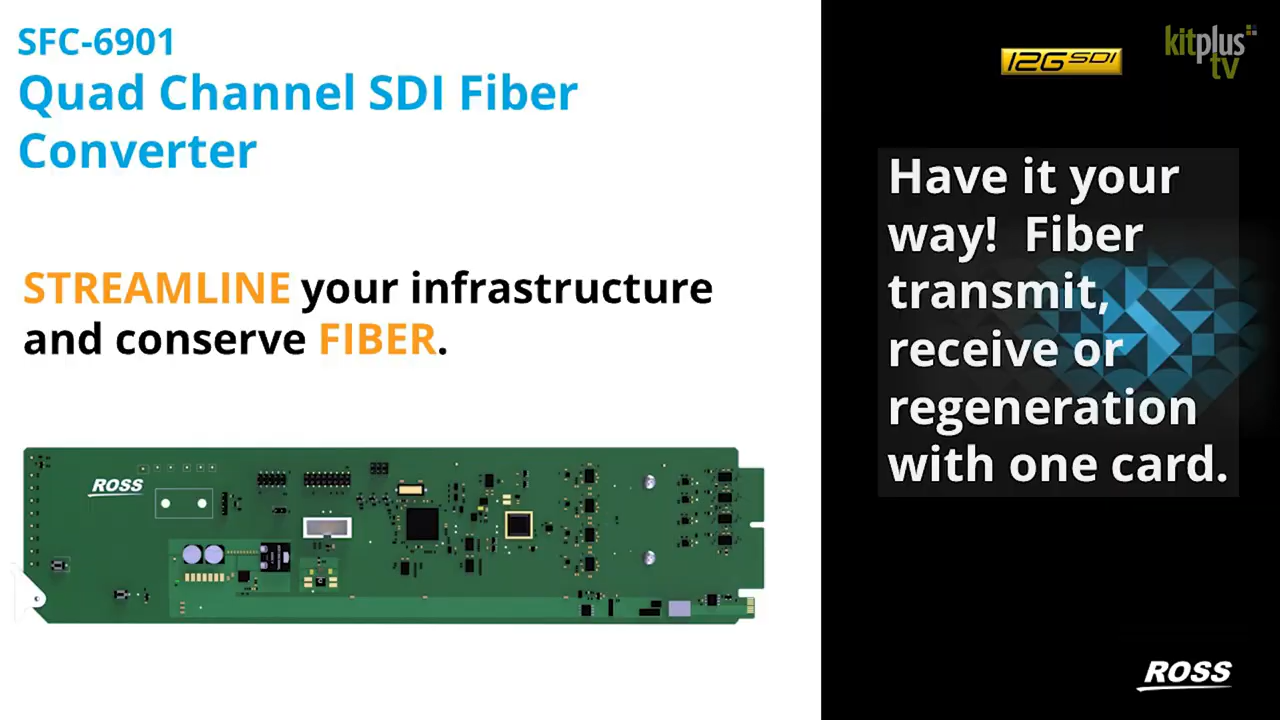 SFC-6901
Quad Channel SDI Fiber
Converter
STREAMLINE your infrastructure
and conserve FIBER.
ROSS
12G SDI
kitplus
tv
Have it your
way! Fiber
transmit,
receive or
regeneration
with one card.
ROSS